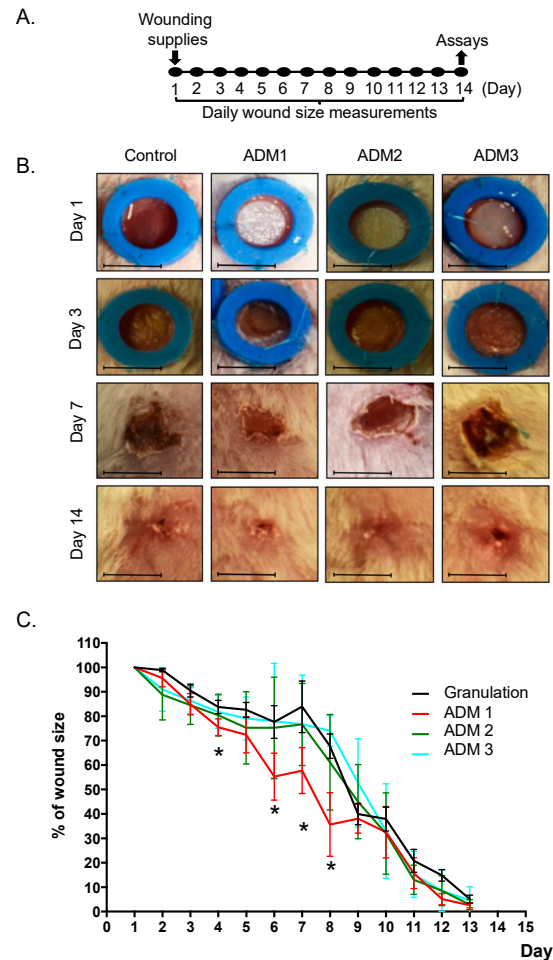 A.
Wounding
supplies
Assays
1 2 3 4 5 6 7 8 9 10 11 12 13 14 (Day)
Daily wound size measurements
B.
Control ADM1 ADM2 ADM3
Day 1
Day 3
Day 7
Day 14
C.
110
100
90
80
70
60
50
40
30
20
10
0
% of wound size
Granulation
ADM 1
ADM 2
ADM 3
*
*
*
*
0 1 2 3 4 5 6 7 8 9 10 11 12 13 14 15
Day